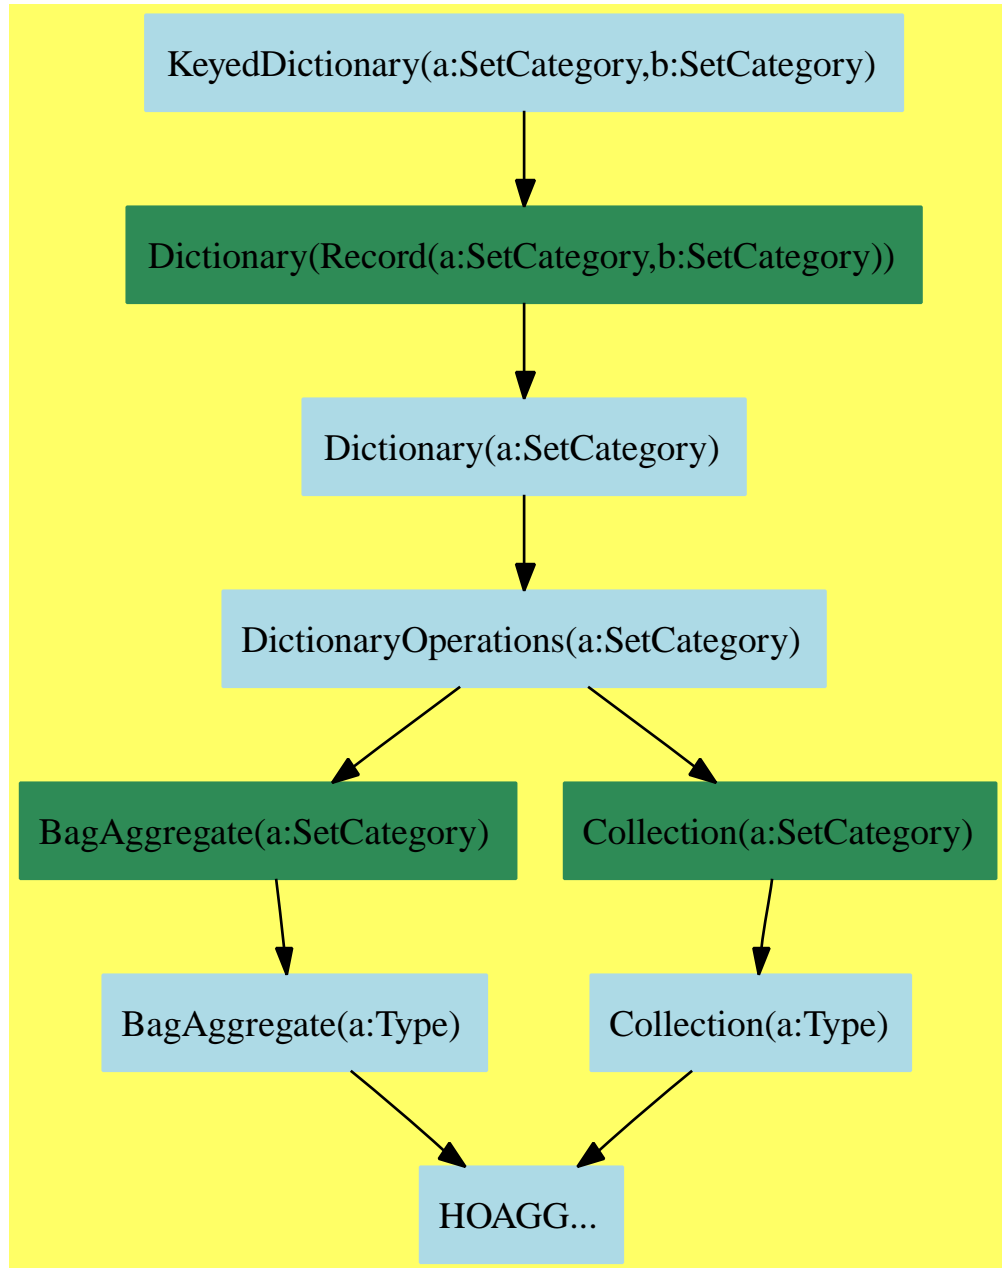 KeyedDictionary(a:SetCategory,b:SetCategory)
Dictionary(Record(a:SetCategory,b:SetCategory))
Dictionary(a:SetCategory)
DictionaryOperations(a:SetCategory)
BagAggregate(a:SetCategory)
Collection(a:SetCategory)
BagAggregate(a:Type)
Collection(a:Type)
HOAGG...